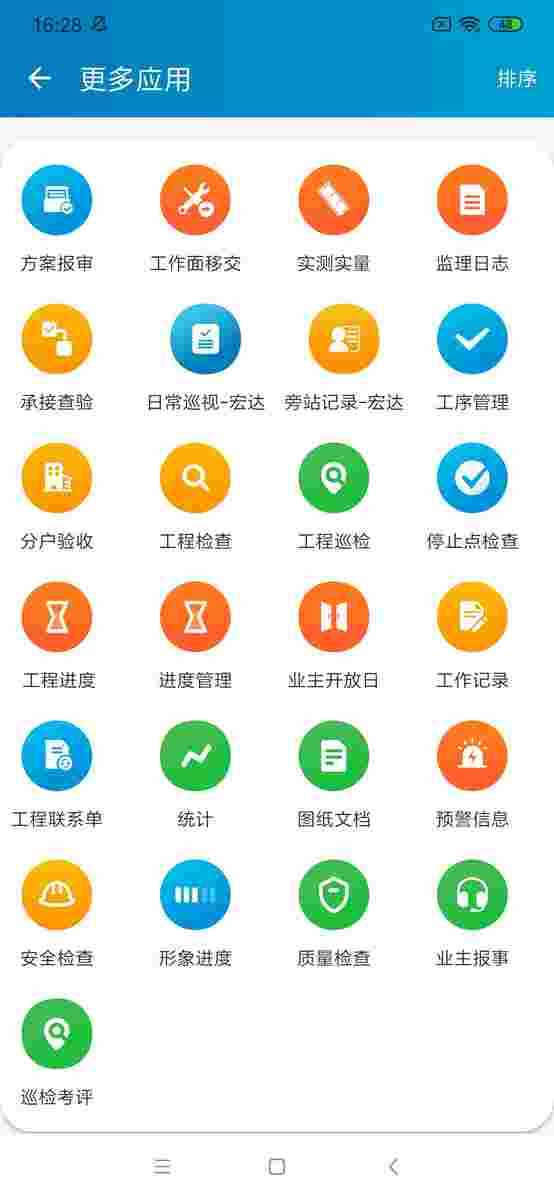 16:28
48
更多应用
排序
方案报审
工作面移交
实测实量
监理日志
承接查验
日常巡视-宏达
旁站记录-宏达
工序管理
分户验收
工程检查
工程巡检
停止点检查
工程进度
进度管理
业主开放日
工作记录
工程联系单
统计
图纸文档
预警信息
安全检查
形象进度
质量检查
业主报事
巡检考评